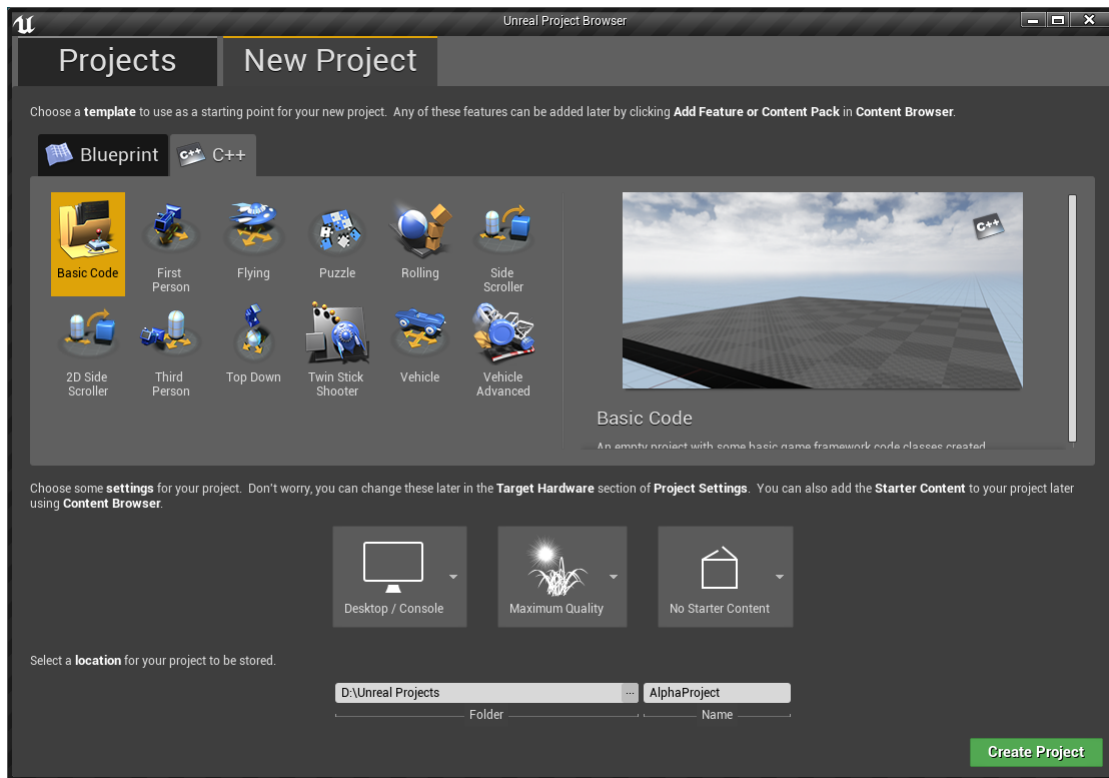 Unreal Project Browser
Projects
New Project
Choose a template to use as a starting point for your new project. Any of these features can be added later by clicking Add Feature or Content Pack in Content Browser.
Blueprint
C++
C++
Basic Code
First
Person
Flying
Puzzle
Rolling
Side
Scroller
2D Side
Scroller
Third
Person
Top Down
Twin Stick
Shooter
Vehicle
Vehicle
Advanced
C++
Basic Code
An empty project with some basic game framework code classes created
Choose some settings for your project. Don't worry, you can change these later in the Target Hardware section of Project Settings. You can also add the Starter Content to your project later
using Content Browser.
Desktop / Console
Maximum Quality
No Starter Content
Select a location for your project to be stored.
D:\Unreal Projects
...
AlphaProject
Folder
Name
Create Project